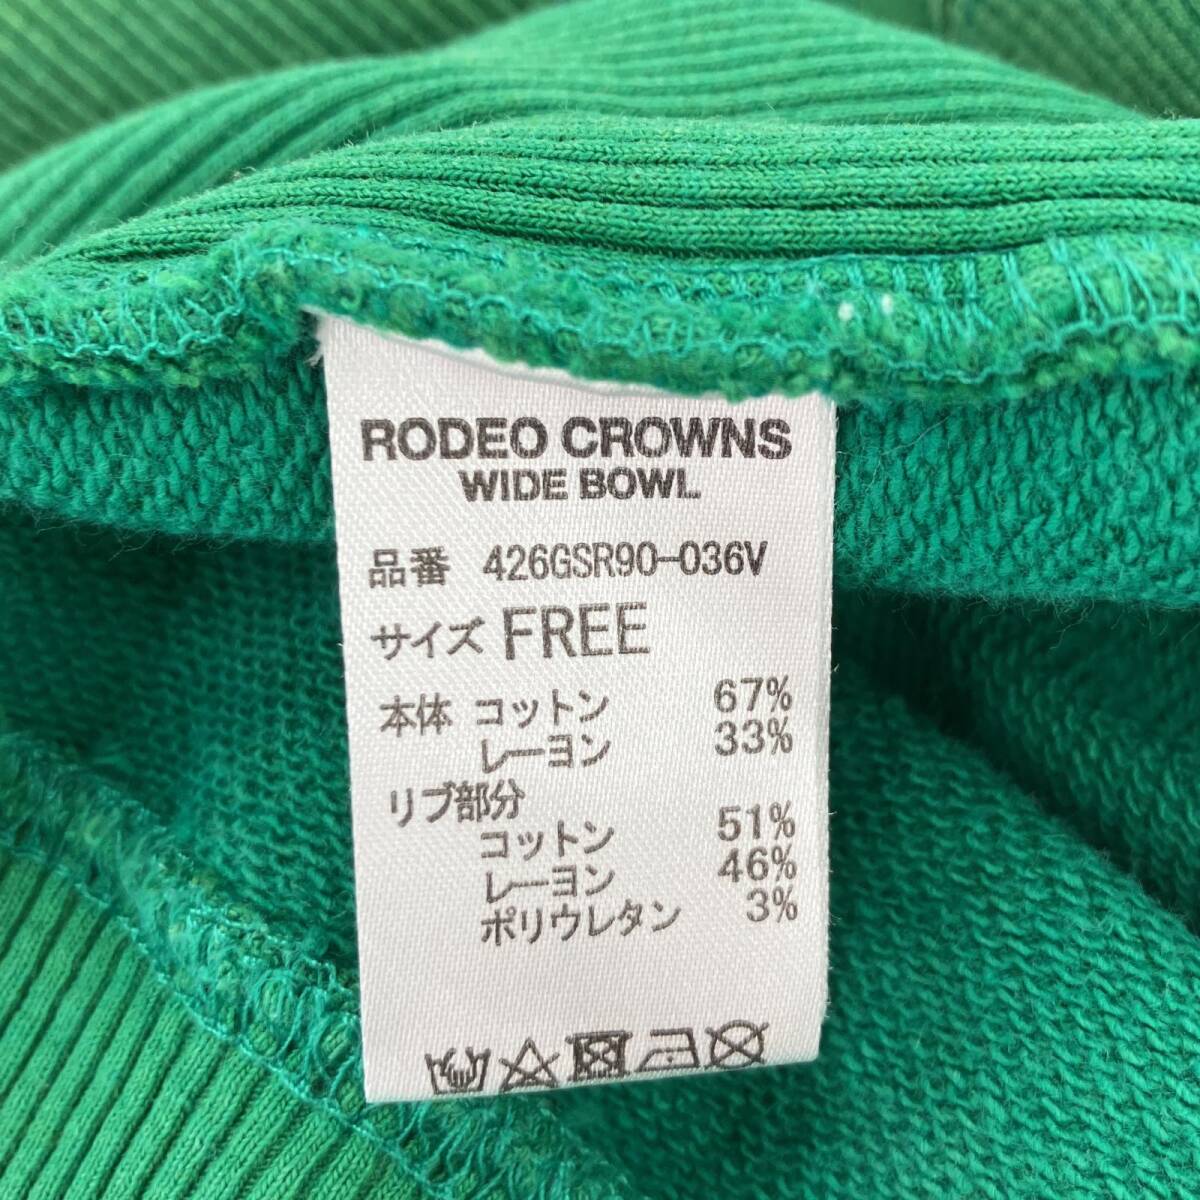 RODEO CROWNS
WIDE BOWL
品番 426GSR90-036V
サイズ FREE
本体 コットン 67%
レーヨン 33%
リブ部分
コットン 51%
レーヨン 46%
ポリウレタン 3%